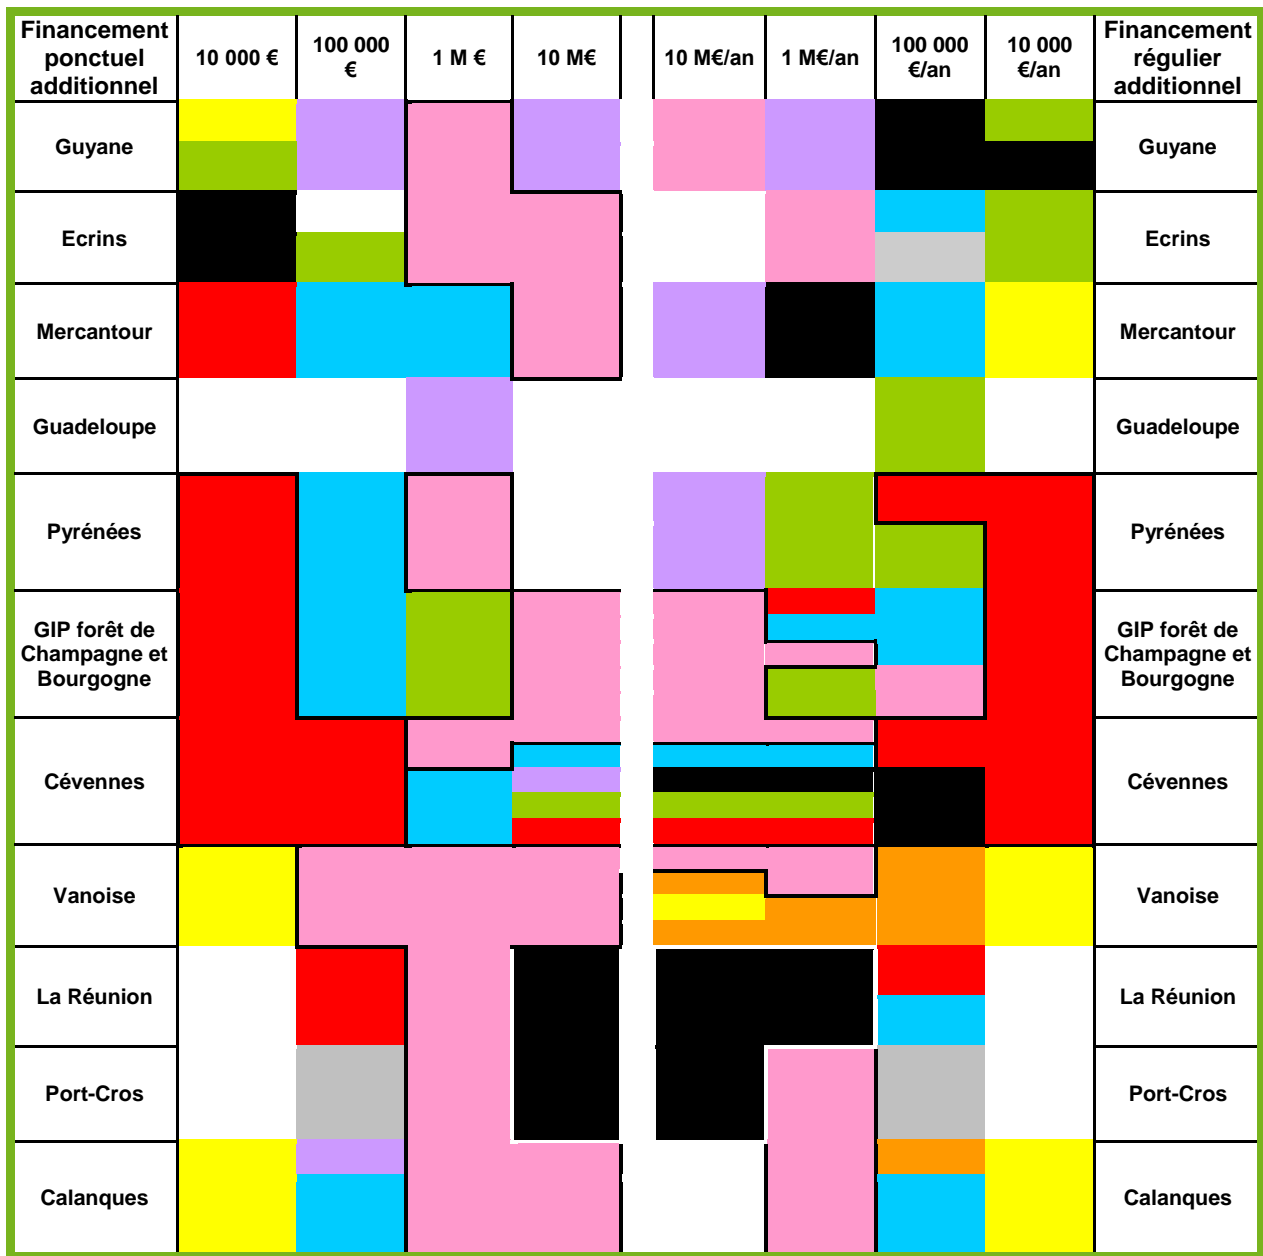 Financement ponctuel additionnel
10 000 €
100 000 €
1 M €
10 M€
10 M€/an
1 M€/an
100 000 €/an
10 000 €/an
Financement régulier additionnel
Guyane
Guyane
Ecrins
Ecrins
Mercantour
Mercantour
Guadeloupe
Guadeloupe
Pyrénées
Pyrénées
GIP forêt de
Champagne et
Bourgogne
GIP forêt de
Champagne et
Bourgogne
Cévennes
Cévennes
Vanoise
Vanoise
La Réunion
La Réunion
Port-Cros
Port-Cros
Calanques
Calanques